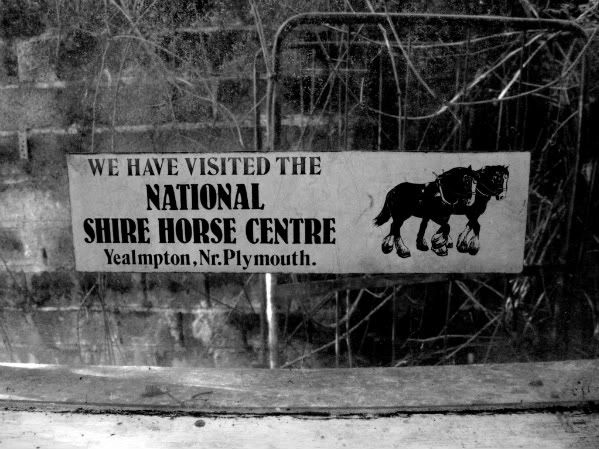 WE HAVE VISITED THE
NATIONAL
SHIRE HORSE CENTRE
Yealmpton, Nr. Plymouth.